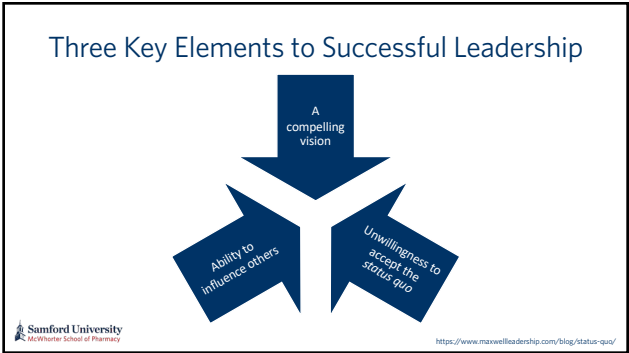 Three Key Elements to Successful Leadership
A
compelling
vision
Ability to
influence others
Unwillingness to
accept the
status quo
Samford University
McWhorter School of Pharmacy
https://www.maxwellleadership.com/blog/status-quo/